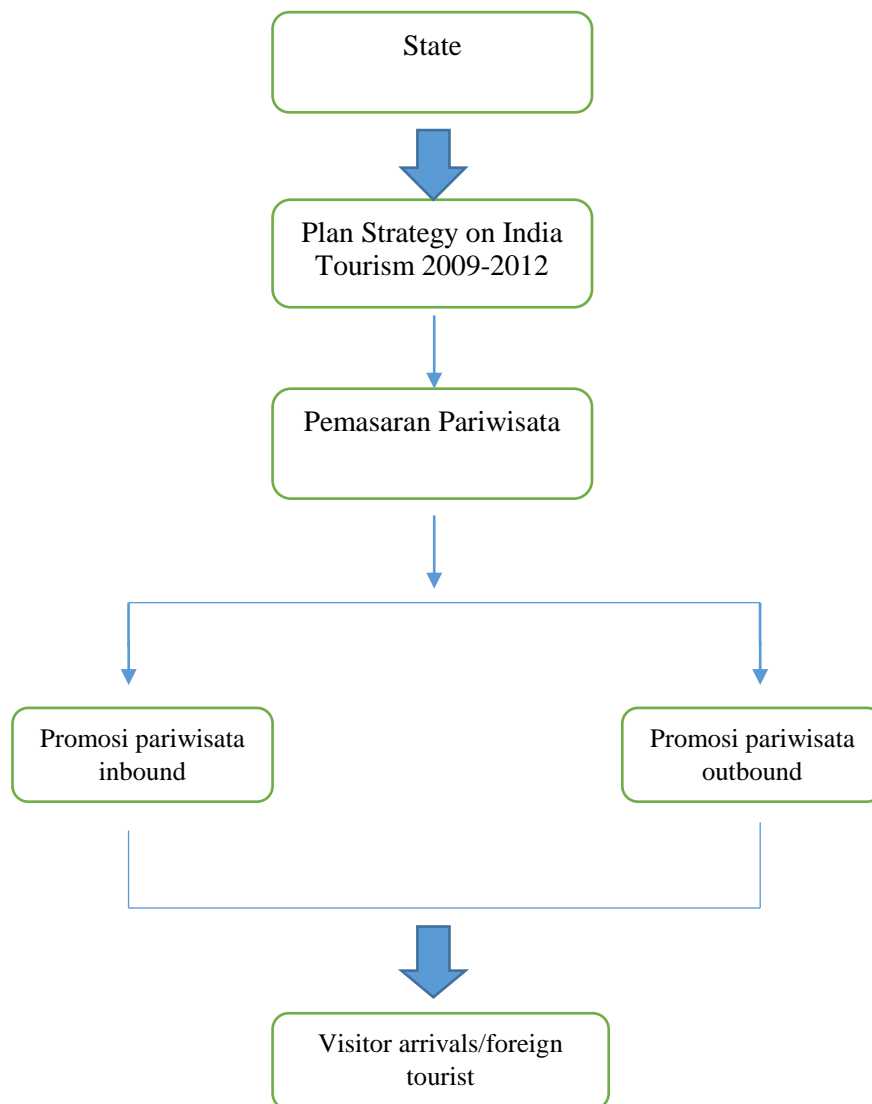 State
Plan Strategy on India
Tourism 2009-2012
Pemasaran Pariwisata
Promosi pariwisata
inbound
Promosi pariwisata
outbound
Visitor arrivals/foreign
tourist